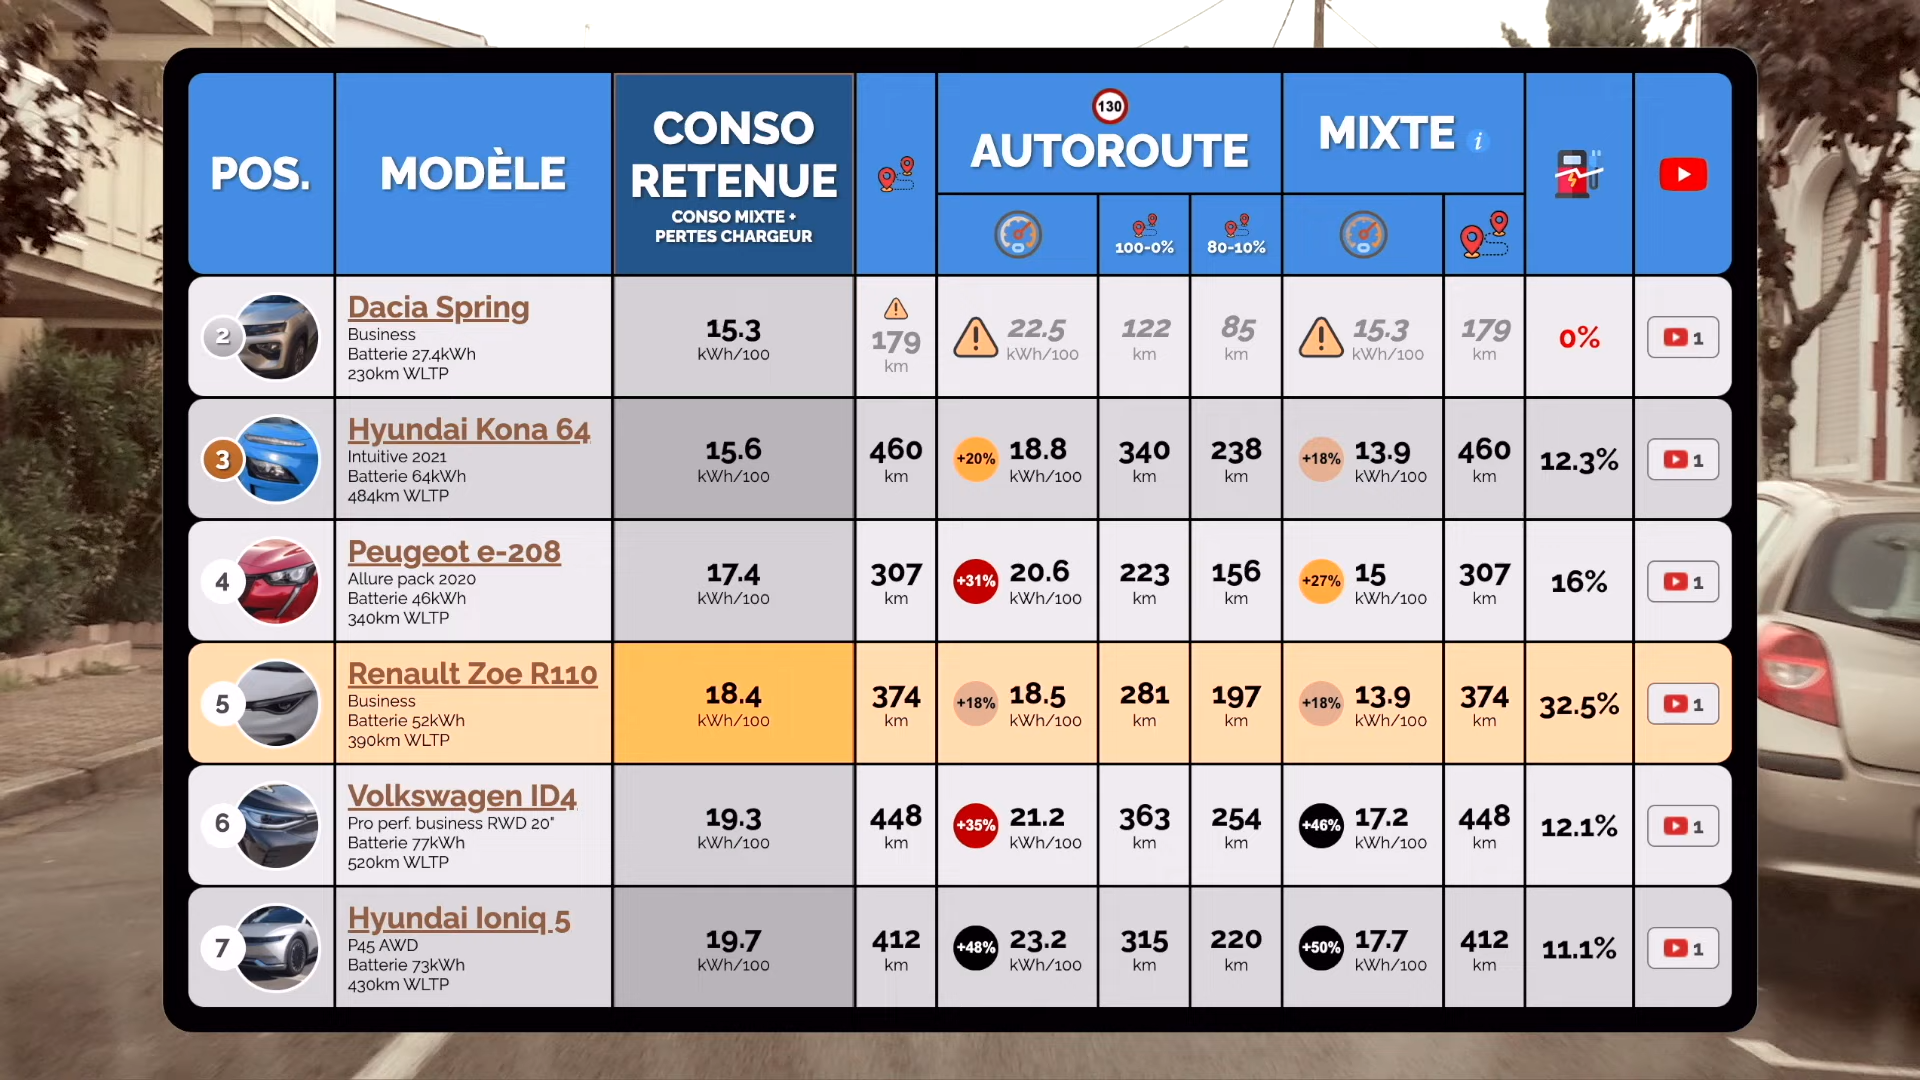 POS.
MODÈLE
CONSO
RETENUE
CONSO MIXTE +
PERTES CHARGEUR
130
AUTOROUTE
100-0%
80-10%
MIXTE i
2
Dacia Spring
Business
Batterie 27.4kWh
230km WLTP
15.3
kWh/100
179
km
22.5
kWh/100
122
km
85
km
15.3
kWh/100
179
km
0%
1
3
Hyundai Kona 64
Intuitive 2021
Batterie 64kWh
484km WLTP
15.6
kWh/100
460
km
+20%
18.8
kWh/100
340
km
238
km
+18%
13.9
kWh/100
460
km
12.3%
1
4
Peugeot e-208
Allure pack 2020
Batterie 46kWh
340km WLTP
17.4
kWh/100
307
km
+31%
20.6
kWh/100
223
km
156
km
+27%
15
kWh/100
307
km
16%
1
5
Renault Zoe R110
Business
Batterie 52kWh
390km WLTP
18.4
kWh/100
374
km
+18%
18.5
kWh/100
281
km
197
km
+18%
13.9
kWh/100
374
km
32.5%
1
6
Volkswagen ID4
Pro perf. business RWD 20"
Batterie 77kWh
520km WLTP
19.3
kWh/100
448
km
+35%
21.2
kWh/100
363
km
254
km
+46%
17.2
kWh/100
448
km
12.1%
1
7
Hyundai Ioniq 5
P45 AWD
Batterie 73kWh
430km WLTP
19.7
kWh/100
412
km
+48%
23.2
kWh/100
315
km
220
km
+50%
17.7
kWh/100
412
km
11.1%
1